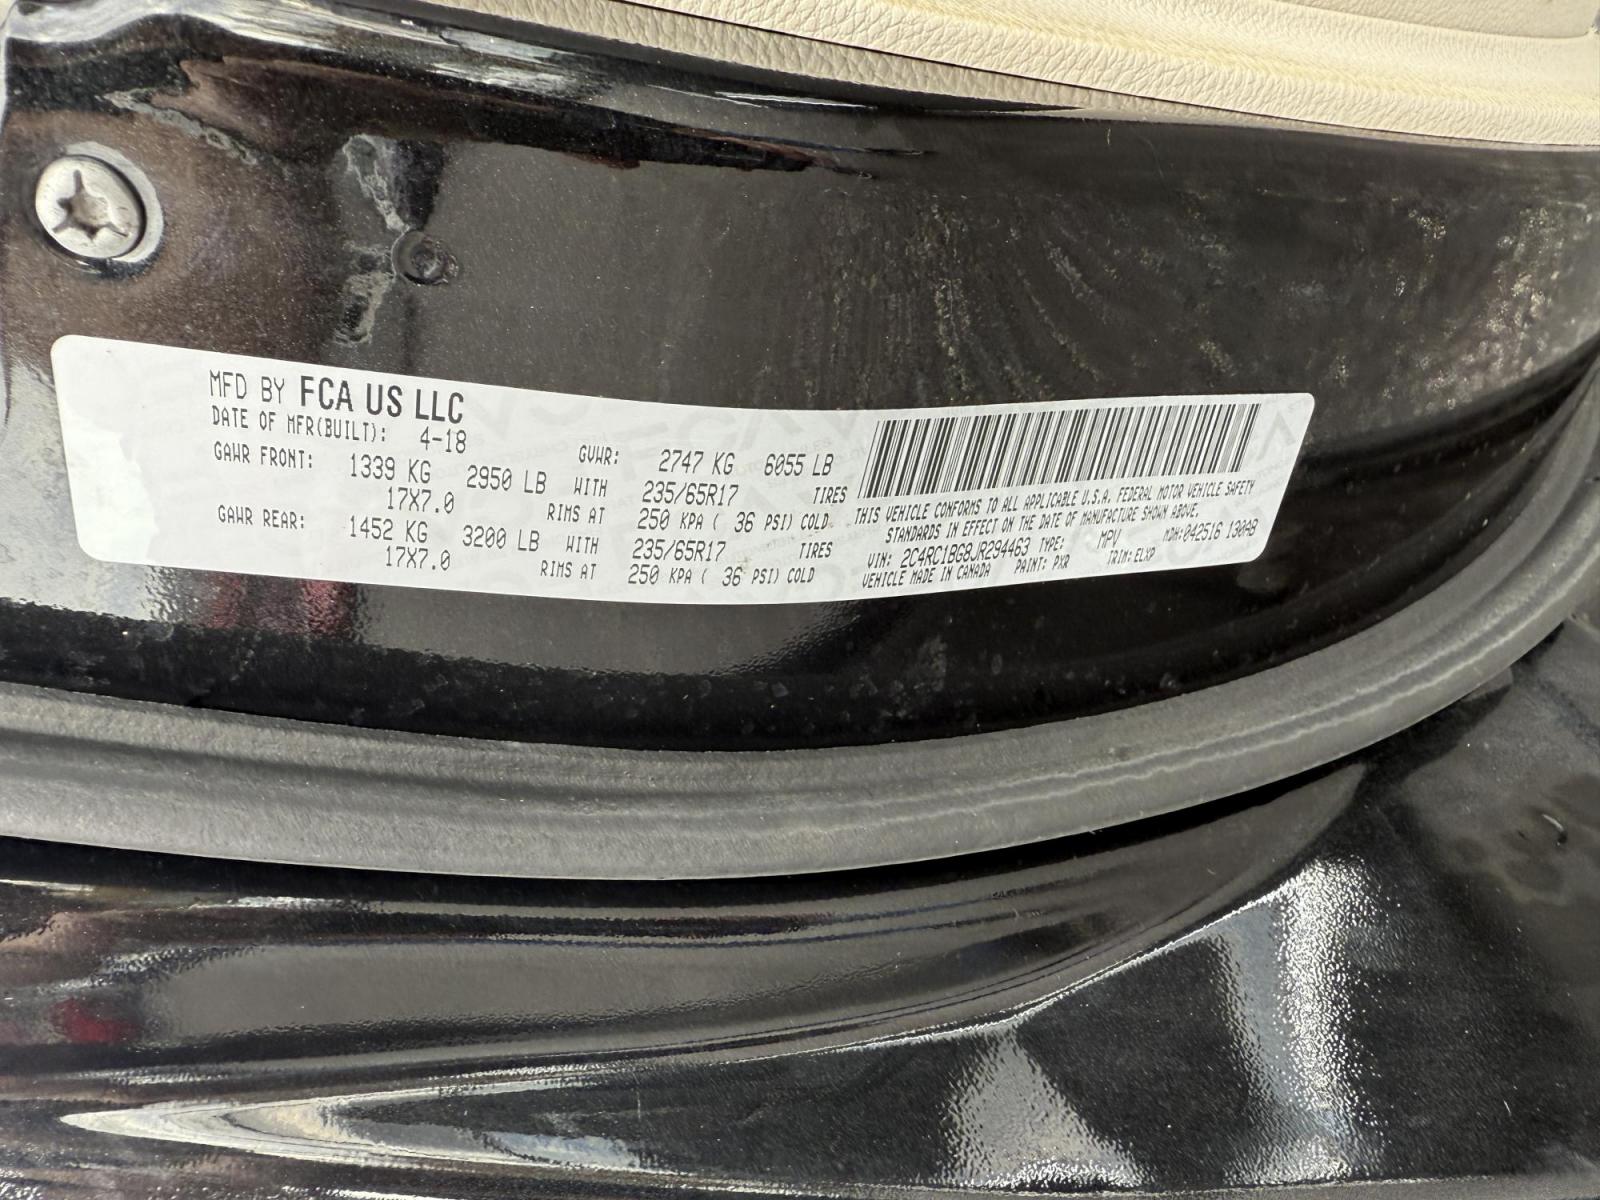 MFD BY FCA US LLC
DATE OF MFR(BUILT): 4-18
GAWR FRONT: 1339 KG 2950 LB WITH 17X7.0 RIMS AT
GVWR: 2747 KG 6055 LB
235/65R17 TIRES
250 KPA ( 36 PSI) COLD
GAWR REAR: 1452 KG 3200 LB WITH 17X7.0 RIMS AT
235/65R17 TIRES
250 KPA ( 36 PSI) COLD
THIS VEHICLE CONFORMS TO ALL APPLICABLE U.S.A. FEDERAL MOTOR VEHICLE SAFETY
STANDARDS IN EFFECT ON THE DATE OF MANUFACTURE SHOWN ABOVE.
VIN: 2C4RC1BG8JR294463 TYPE: MPV MDH:042516 130AB
VEHICLE MADE IN CANADA PAINT: PXR TRIM: ELXP